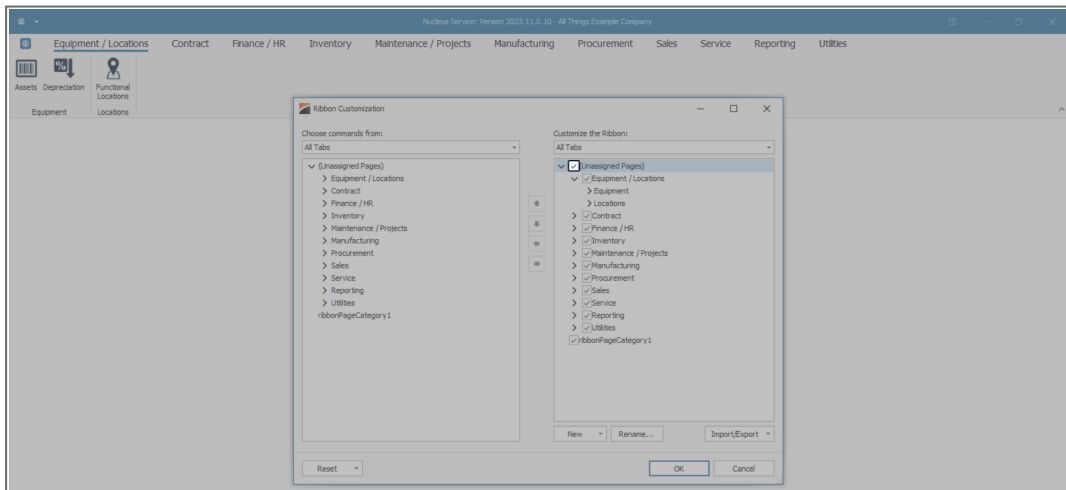 Nucleus Service: Version 2023.11.0.10 - All Things Example Company
Equipment / Locations Contract Finance / HR Inventory Maintenance / Projects Manufacturing Procurement Sales Service Reporting Utilities
Assets Depreciation Functional Locations
Equipment Locations
Ribbon Customization
Choose commands from:
All Tabs
(Unassigned Pages)
Equipment / Locations
Contract
Finance / HR
Inventory
Maintenance / Projects
Manufacturing
Procurement
Sales
Service
Reporting
Utilities
ribbonPageCategory1
Customize the Ribbon:
All Tabs
(Unassigned Pages)
Equipment / Locations
Equipment
Locations
Contract
Finance / HR
Inventory
Maintenance / Projects
Manufacturing
Procurement
Sales
Service
Reporting
Utilities
ribbonPageCategory1
New Rename... Import/Export
Reset OK Cancel